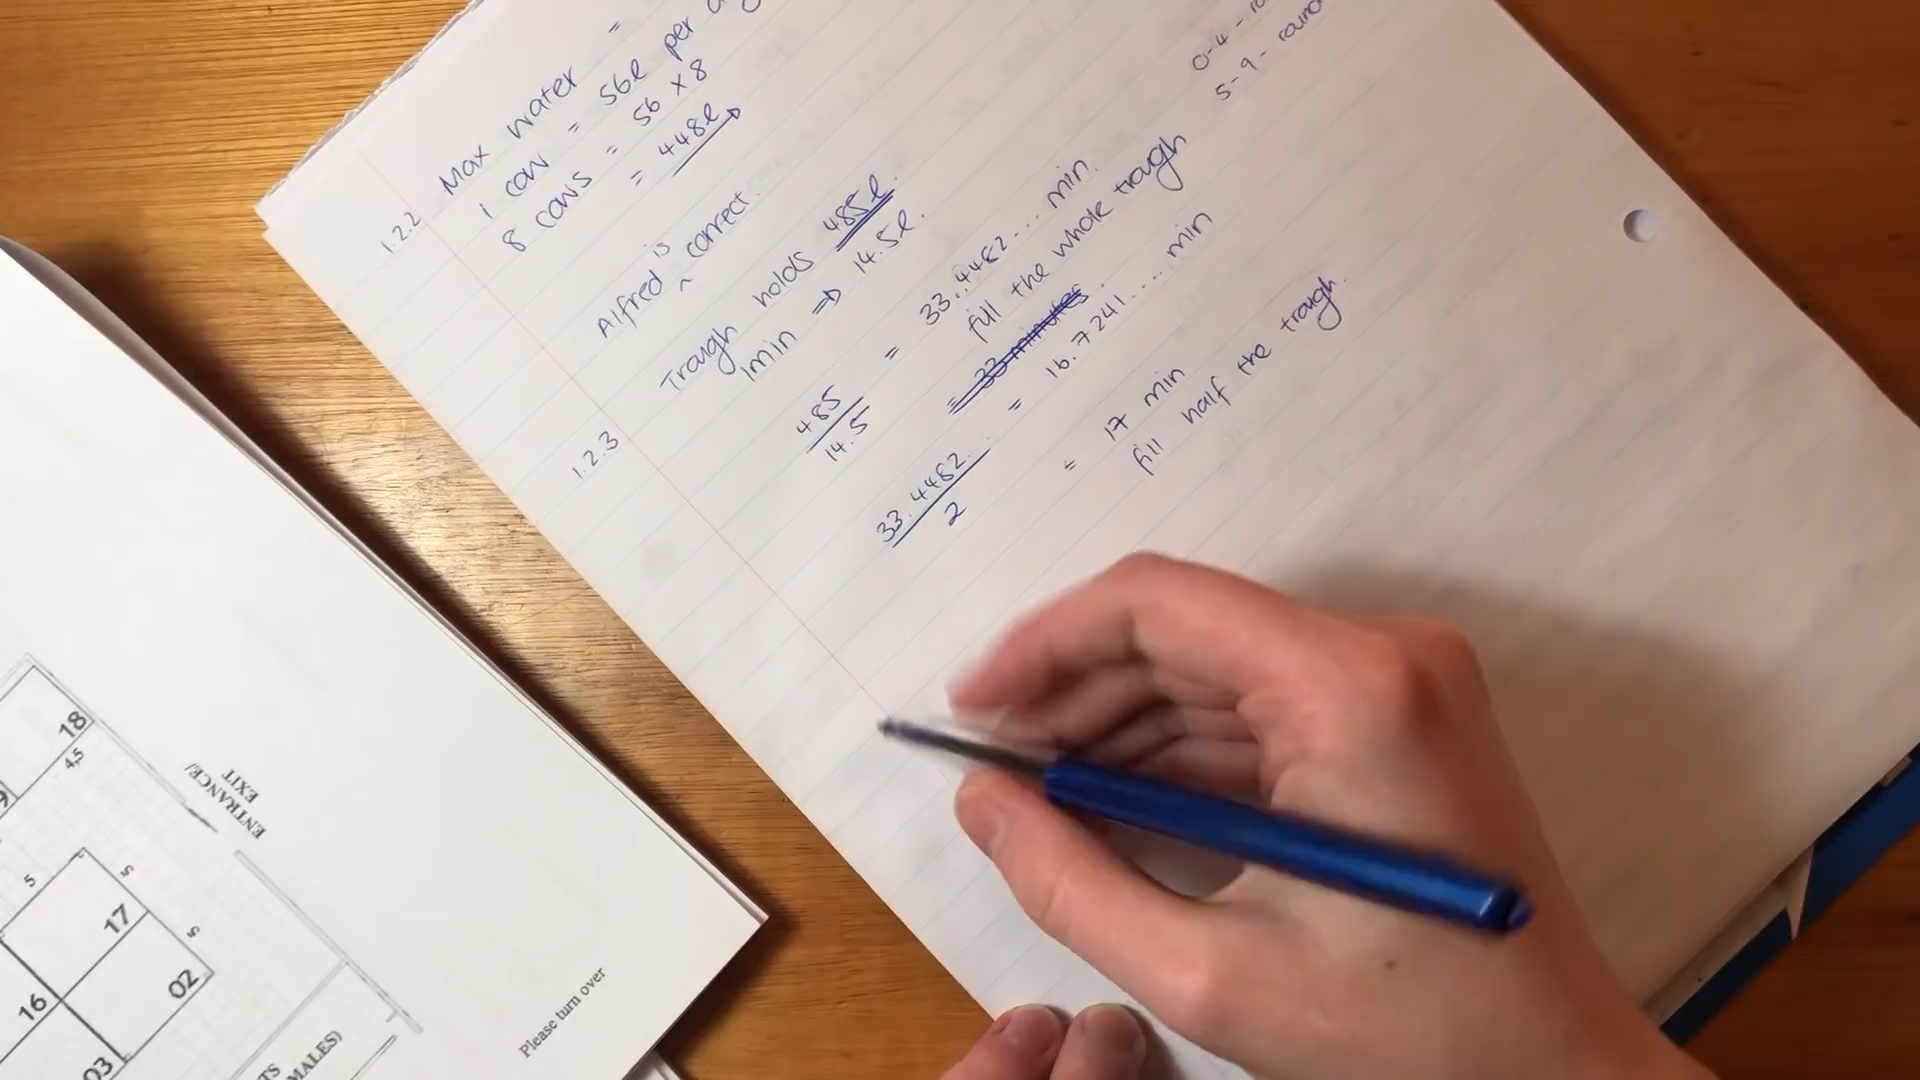 1.2.2 Max water =
1 cow = 56l per
8 cows = 56 x 8
= 448l
Alfred is ^ correct.
1.2.3 Trough holds 485l.
1min ⇒ 14.5l.
485/14.5 = 33.4482... min.
fill the whole trough
= 33 minutes.
33.4482../2 = 16.7241.... min
= 17 min
fill half the trough.
0-4 -
5-9 - round
18
4,5
ENTRANCE/
EXIT
5
5
17
5
16
02
03
MALES)
Please turn over